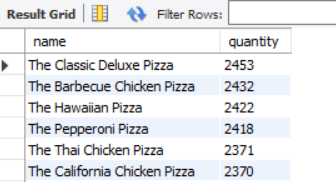 Result Grid Filter Rows:
name quantity
The Classic Deluxe Pizza 2453
The Barbecue Chicken Pizza 2432
The Hawaiian Pizza 2422
The Pepperoni Pizza 2418
The Thai Chicken Pizza 2371
The California Chicken Pizza 2370